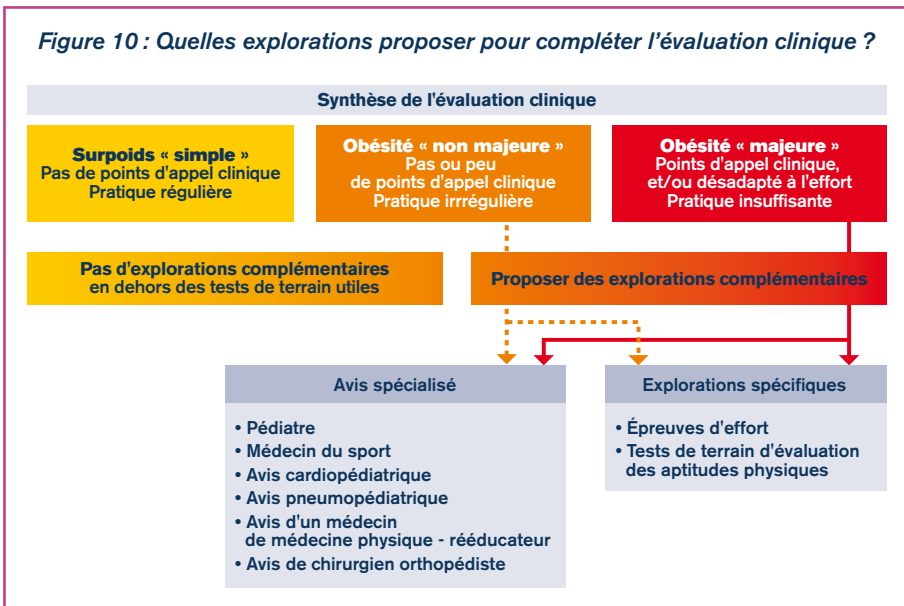 Figure 10 : Quelles explorations proposer pour compléter l'évaluation clinique ?
Synthèse de l'évaluation clinique
Surpoids « simple »
Pas de points d'appel clinique
Pratique régulière
Obésité « non majeure »
Pas ou peu
de points d'appel clinique
Pratique irrrégulière
Obésité « majeure »
Points d'appel clinique,
et/ou désadapté à l'effort
Pratique insuffisante
Pas d'explorations complémentaires
en dehors des tests de terrain utiles
Proposer des explorations complémentaires
Avis spécialisé
• Pédiatre
• Médecin du sport
• Avis cardiopédiatrique
• Avis pneumopédiatrique
• Avis d'un médecin
de médecine physique - rééducateur
• Avis de chirurgien orthopédiste
Explorations spécifiques
• Épreuves d'effort
• Tests de terrain d'évaluation
des aptitudes physiques